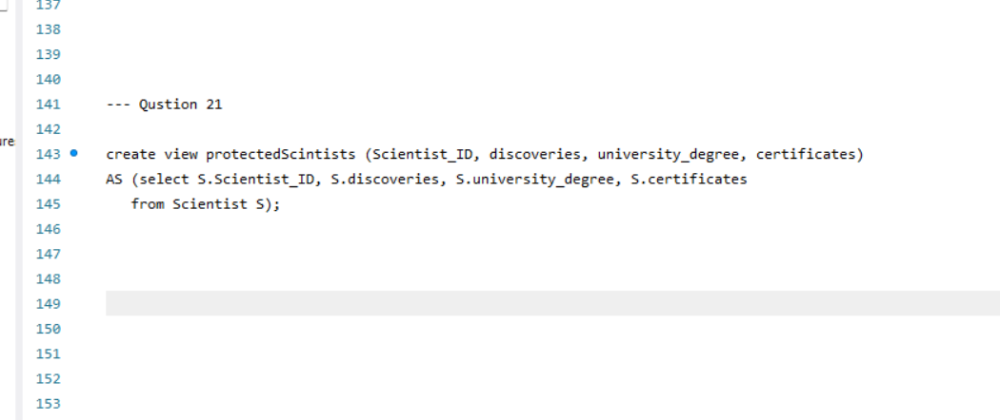 137
138
139
140
141 --- Qustion 21
142
ure
143 create view protectedScintists (Scientist_ID, discoveries, university_degree, certificates)
144 AS (select S.Scientist_ID, S.discoveries, S.university_degree, S.certificates
145 from Scientist S);
146
147
148
149
150
151
152
153